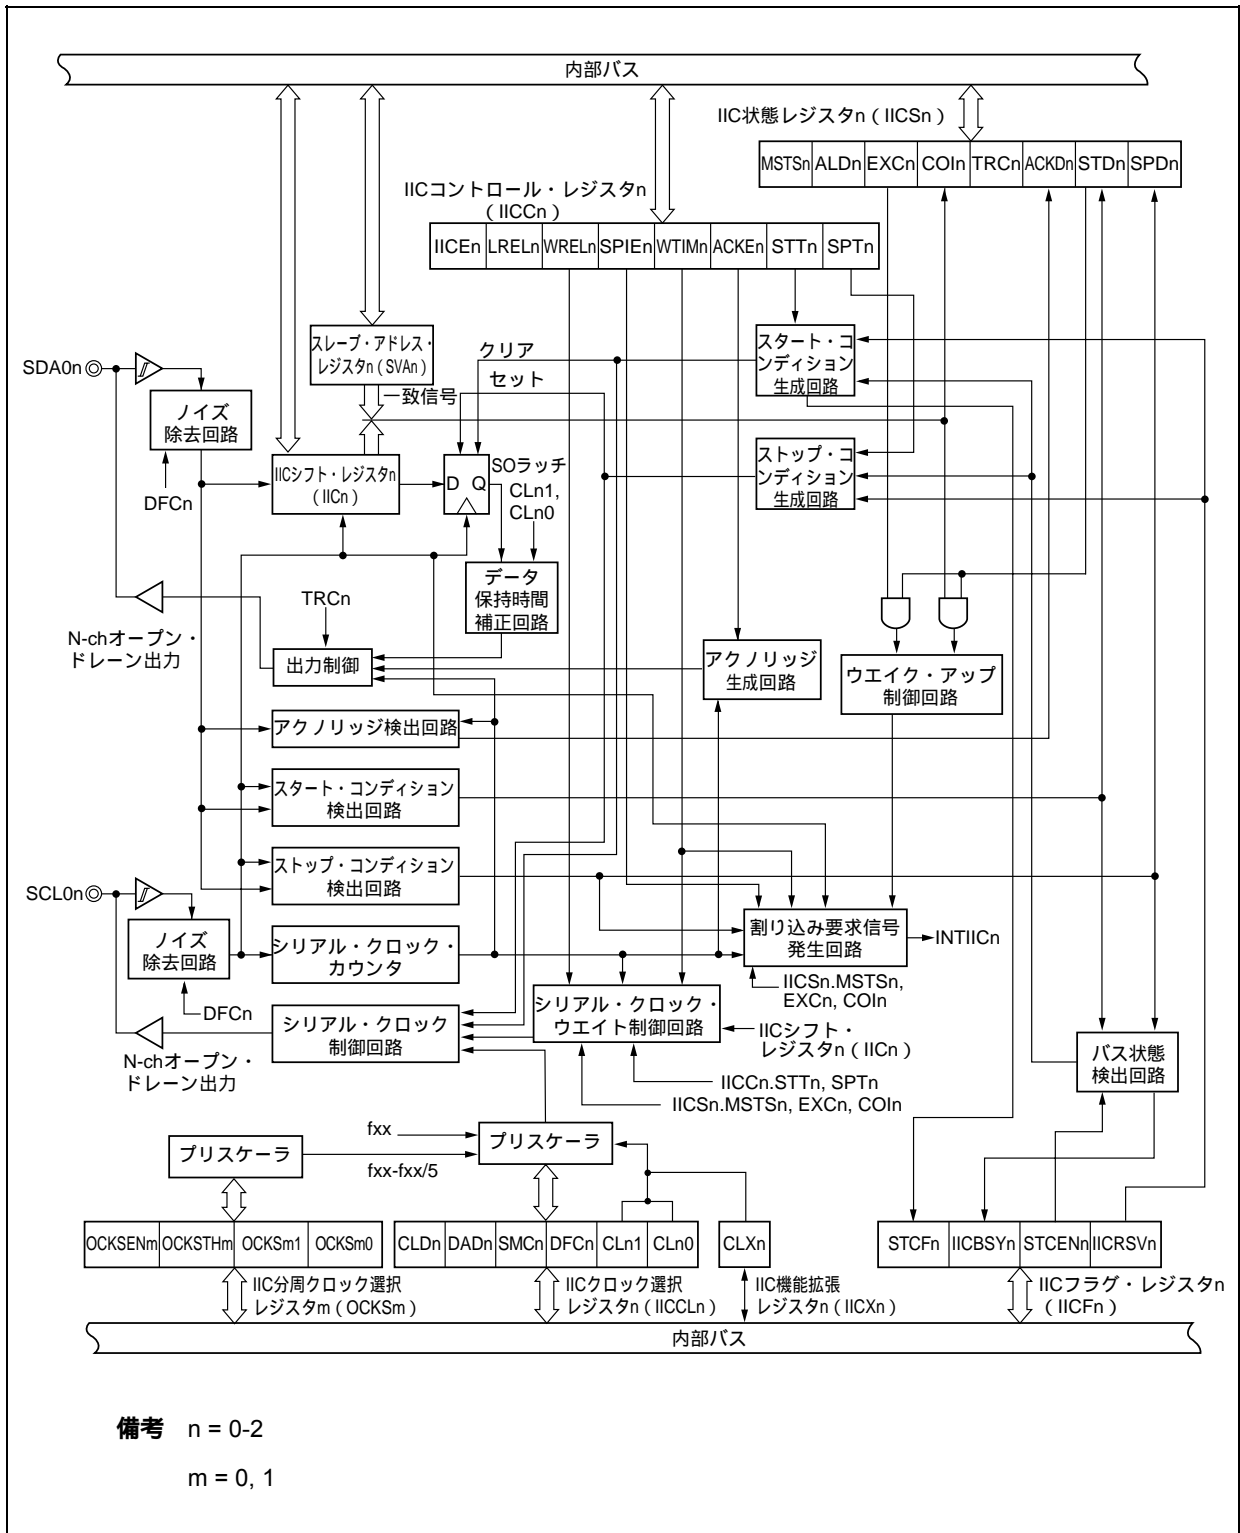 内部バス
IIC状態レジスタn（IICSn）
MSTSn ALDn EXCn COIn TRCn ACKDn STDn SPDn
IICコントロール・レジスタn
（IICCn）
IICEn LRELn WRELn SPIEn WTIMn ACKEn STTn SPTn
スレーブ・アドレス・
レジスタn（SVAn）
一致信号
クリア
セット
スタート・コ
ンディション
生成回路
SDA0n
ノイズ
除去回路
DFCn
IICシフト・レジスタn
（IICn）
D Q
SOラッチ
CLn1,
CLn0
ストップ・コ
ンディション
生成回路
データ
保持時間
補正回路
TRCn
N-chオープン・
ドレーン出力
出力制御
アクノリッジ
生成回路
ウエイク・アップ
制御回路
アクノリッジ検出回路
スタート・コンディション
検出回路
ストップ・コンディション
検出回路
SCL0n
ノイズ
除去回路
DFCn
シリアル・クロック・
カウンタ
割り込み要求信号
発生回路
INTIICn
IICSn.MSTSn,
EXCn, COIn
シリアル・クロック
制御回路
シリアル・クロック・
ウエイト制御回路
IICシフト・
レジスタn（IICn）
N-chオープン・
ドレーン出力
IICCn.STTn, SPTn
IICSn.MSTSn, EXCn, COIn
バス状態
検出回路
プリスケーラ
fxx
fxx-fxx/5
プリスケーラ
OCKSENm OCKSTHm OCKSm1 OCKSm0
CLDn DADn SMCn DFCn CLn1 CLn0
CLXn
STCFn IICBSYn STCENn IICRSVn
IIC分周クロック選択
レジスタm（OCKSm）
IICクロック選択
レジスタn（IICCLn）
IIC機能拡張
レジスタn（IICXn）
IICフラグ・レジスタn
（IICFn）
内部バス
備考 n = 0-2
m = 0, 1